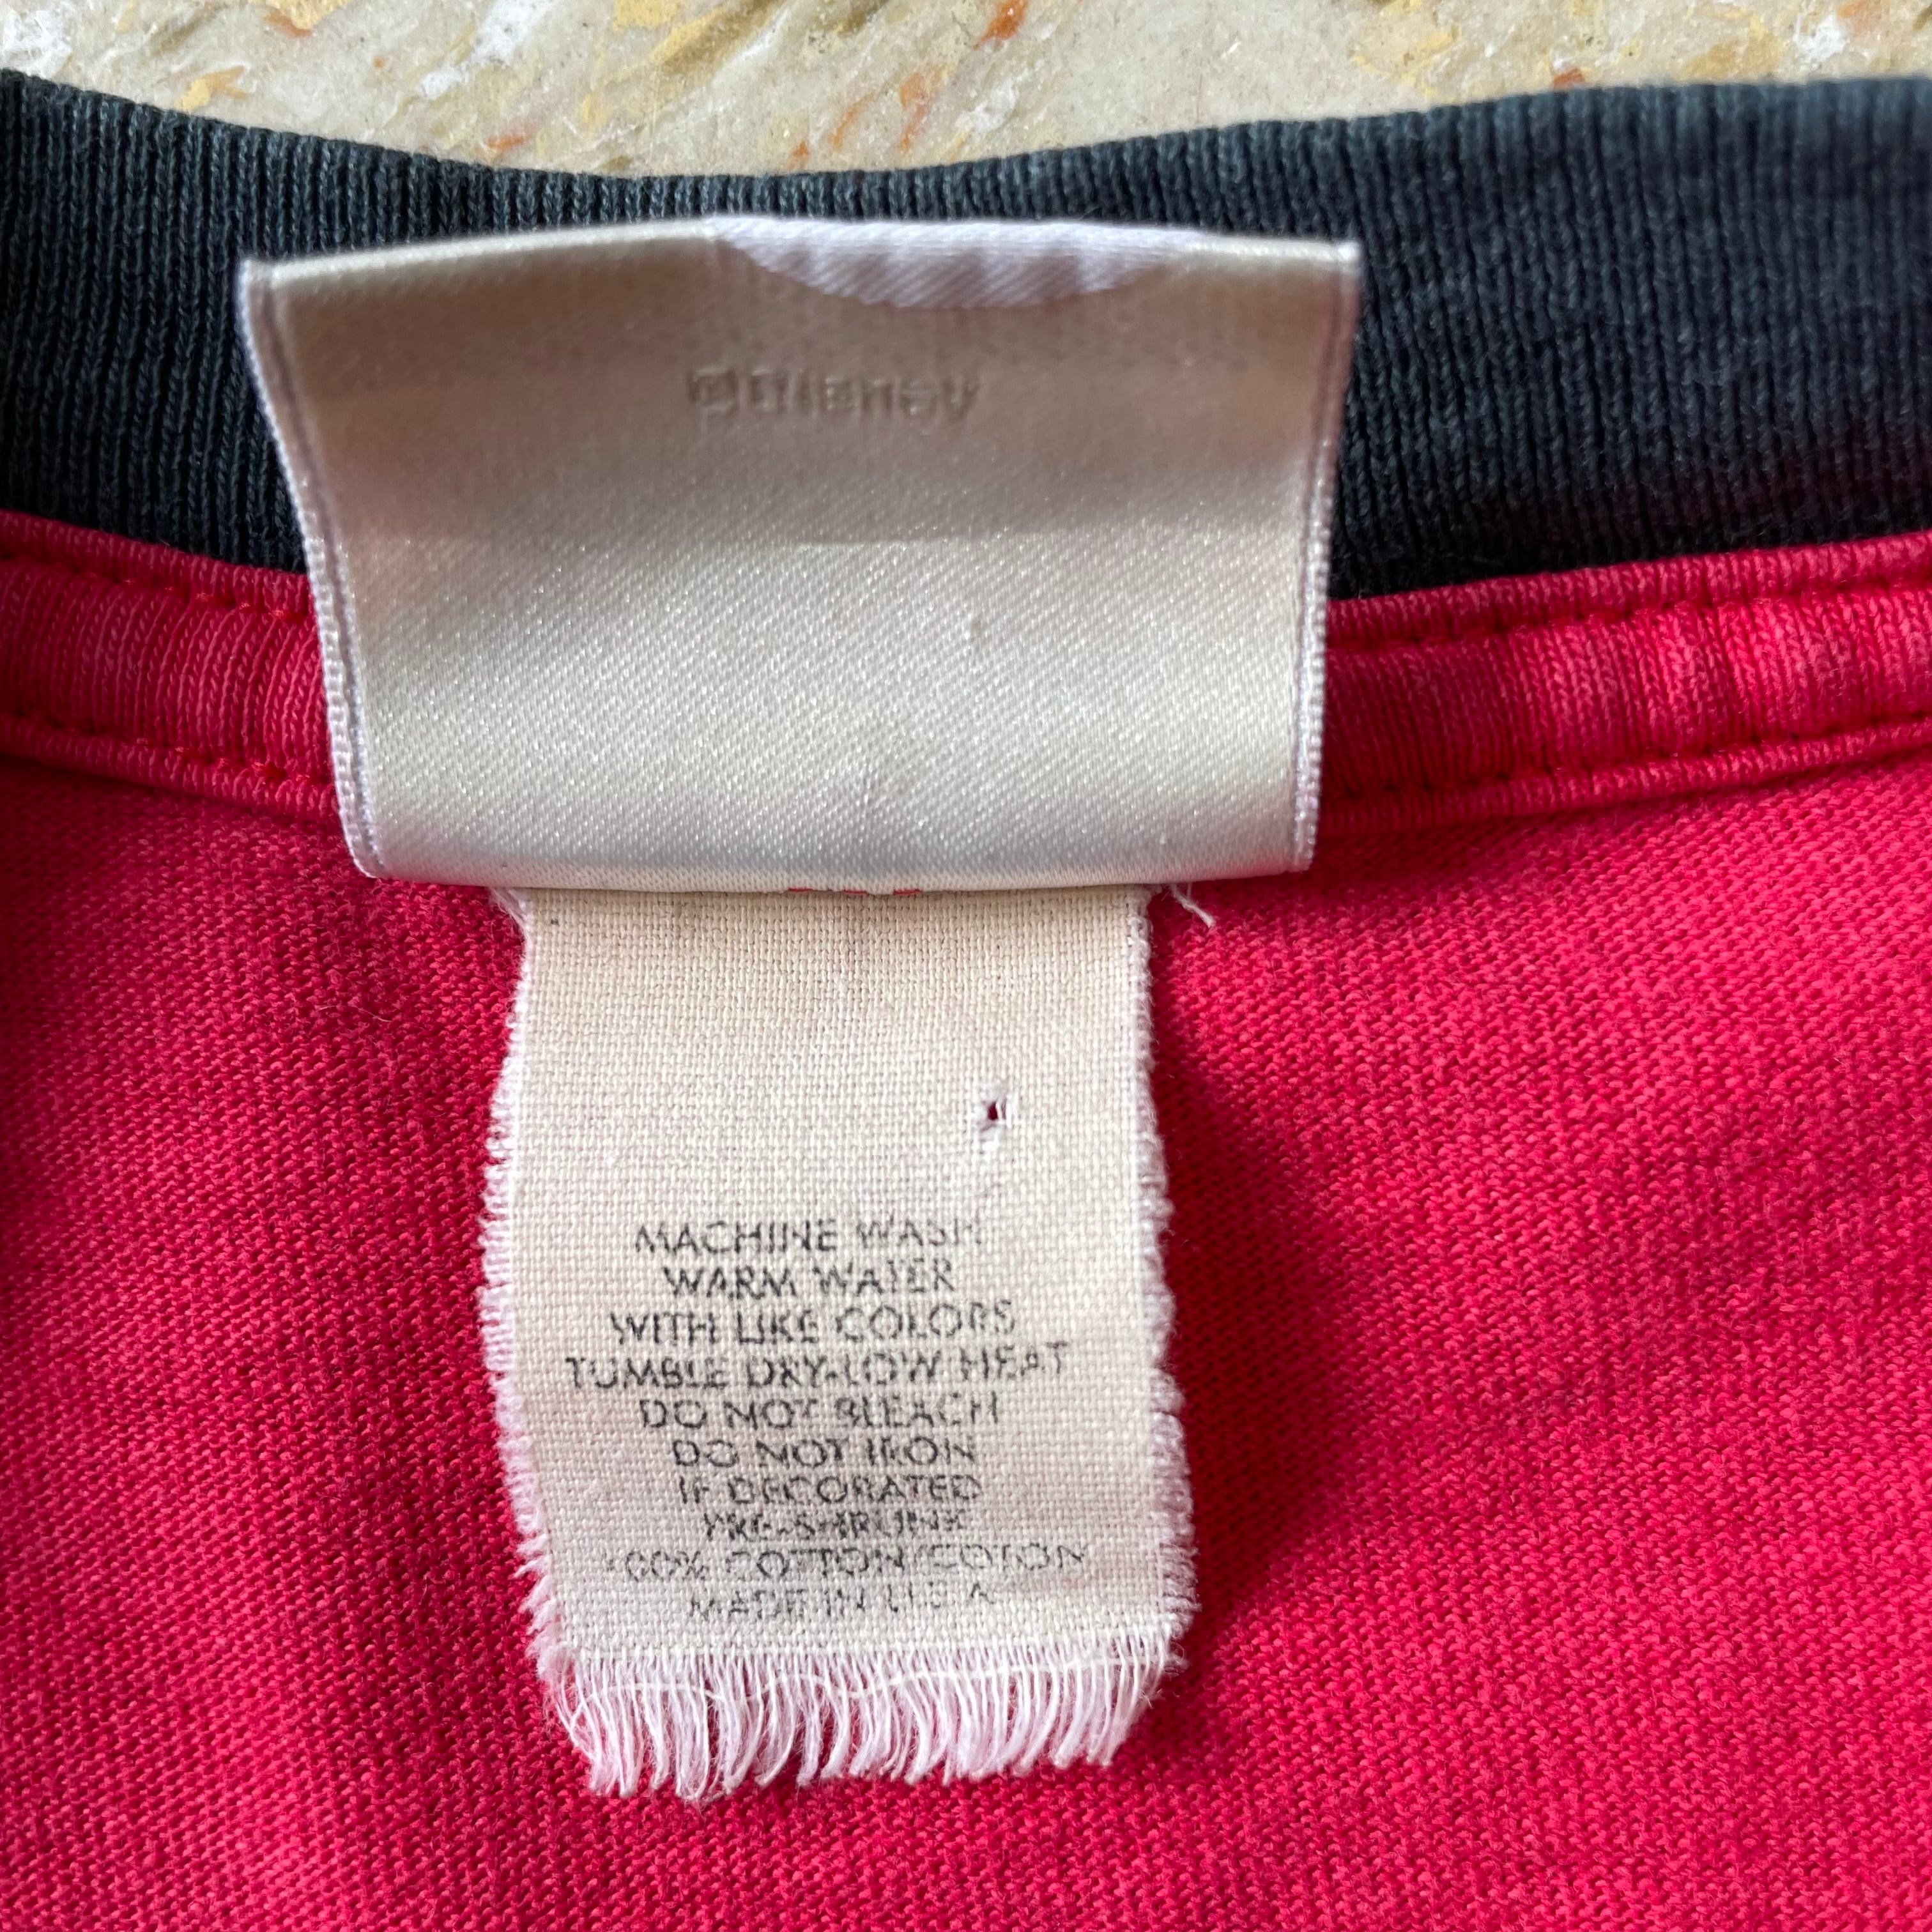 ©Disney
MACHINE WASH
WARM WATER
WITH LIKE COLORS
TUMBLE DRY-LOW HEAT
DO NOT BLEACH
DO NOT IRON
IF DECORATED
PRE-SHRUNK
100% COTTON/COTON
MADE IN U.S.A.